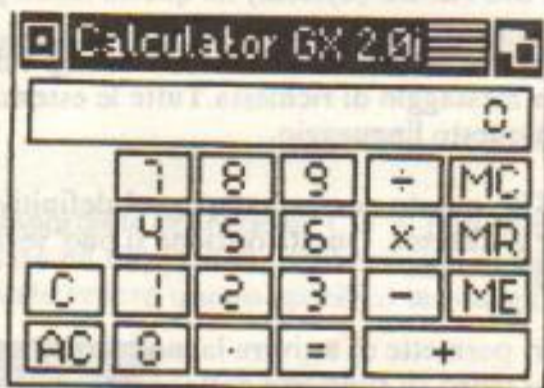 Calculator GX 2.0i
0
7 8 9 ÷ MC
4 5 6 × MR
C 1 2 3 - ME
AC 0 . = +